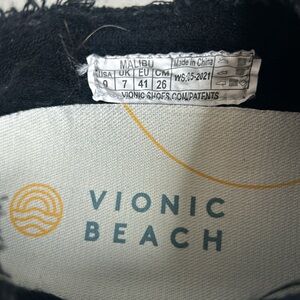 MALIBU
USA UK EU CM
9 7 41 26
Made in China
WS.05-2021
VIONIC SHOES.COM/PATENTS
VIONIC
BEACH